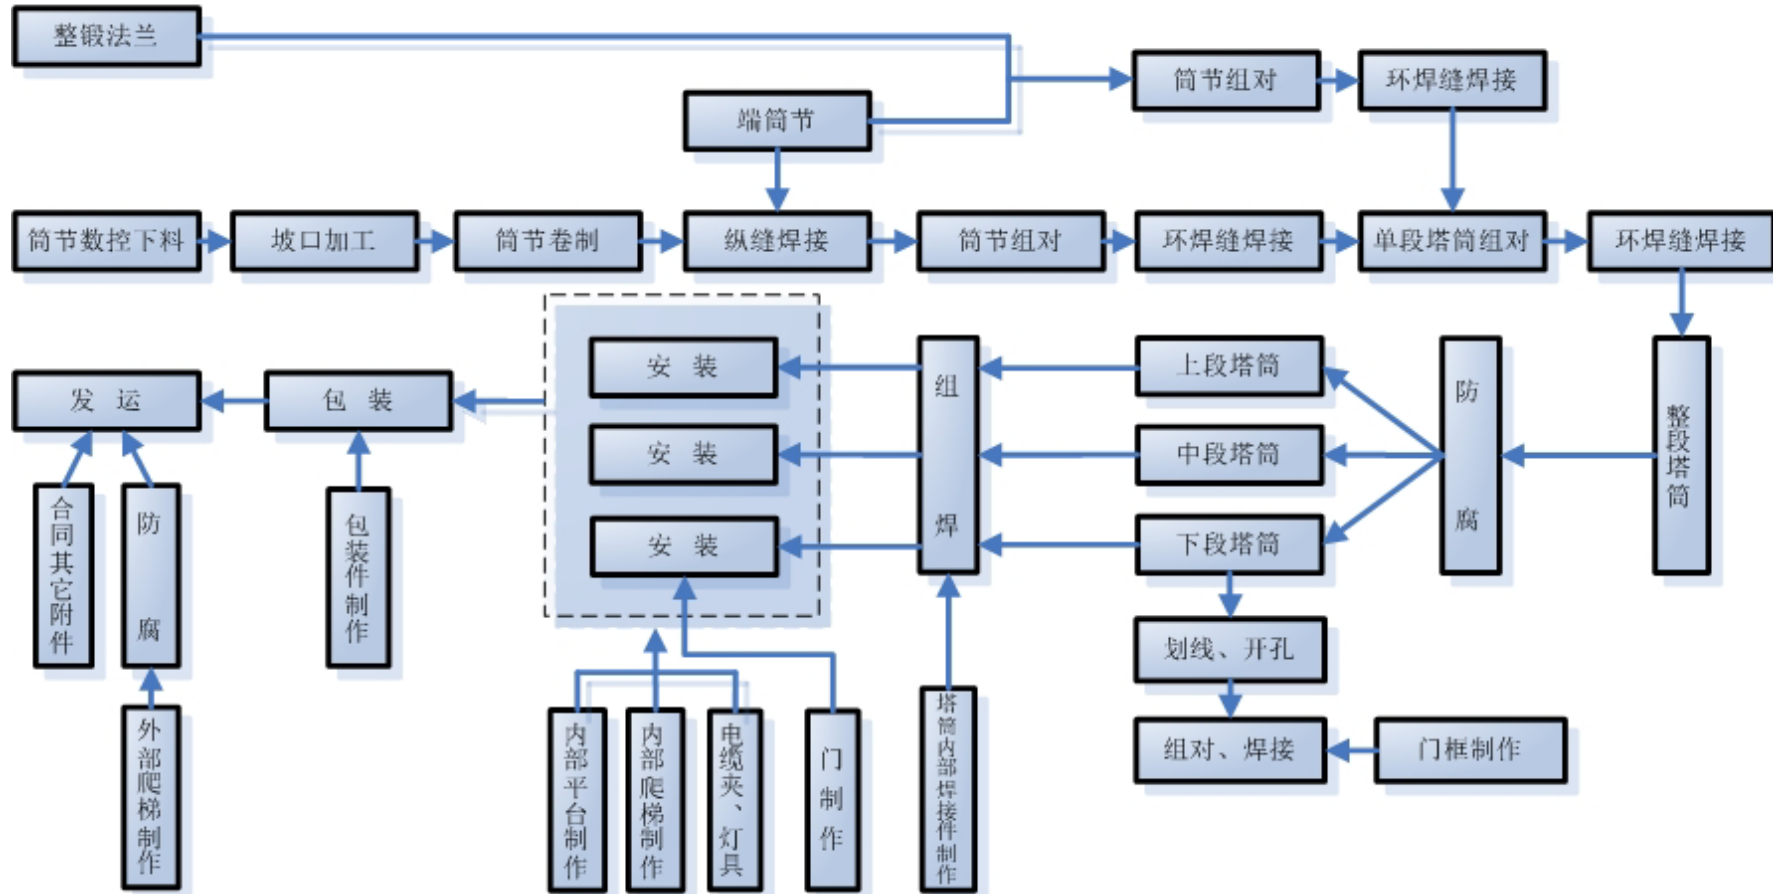 整锻法兰
筒节组对
环焊缝焊接
端筒节
筒节数控下料
坡口加工
筒节卷制
纵缝焊接
筒节组对
环焊缝焊接
单段塔筒组对
环焊缝焊接
发 运
包 装
安 装
安 装
安 装
组 焊
上段塔筒
中段塔筒
下段塔筒
防 腐
整段塔筒
合同其它附件
防 腐
包装件制作
划线、开孔
组对、焊接
门框制作
外部爬梯制作
内部平台制作
内部爬梯制作
电缆夹、灯具
门制作
塔筒内部焊接件制作